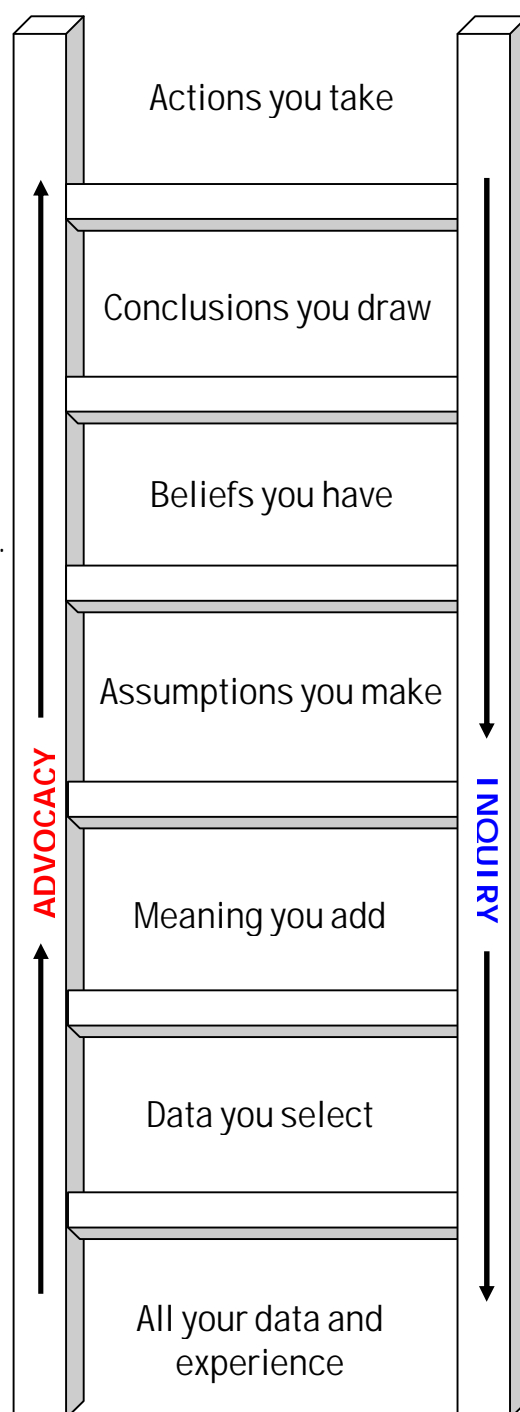 Actions you take
Conclusions you draw
Beliefs you have
.
Assumptions you make
ADVOCACY
INQUIRY
Meaning you add
Data you select
All your data and
experience